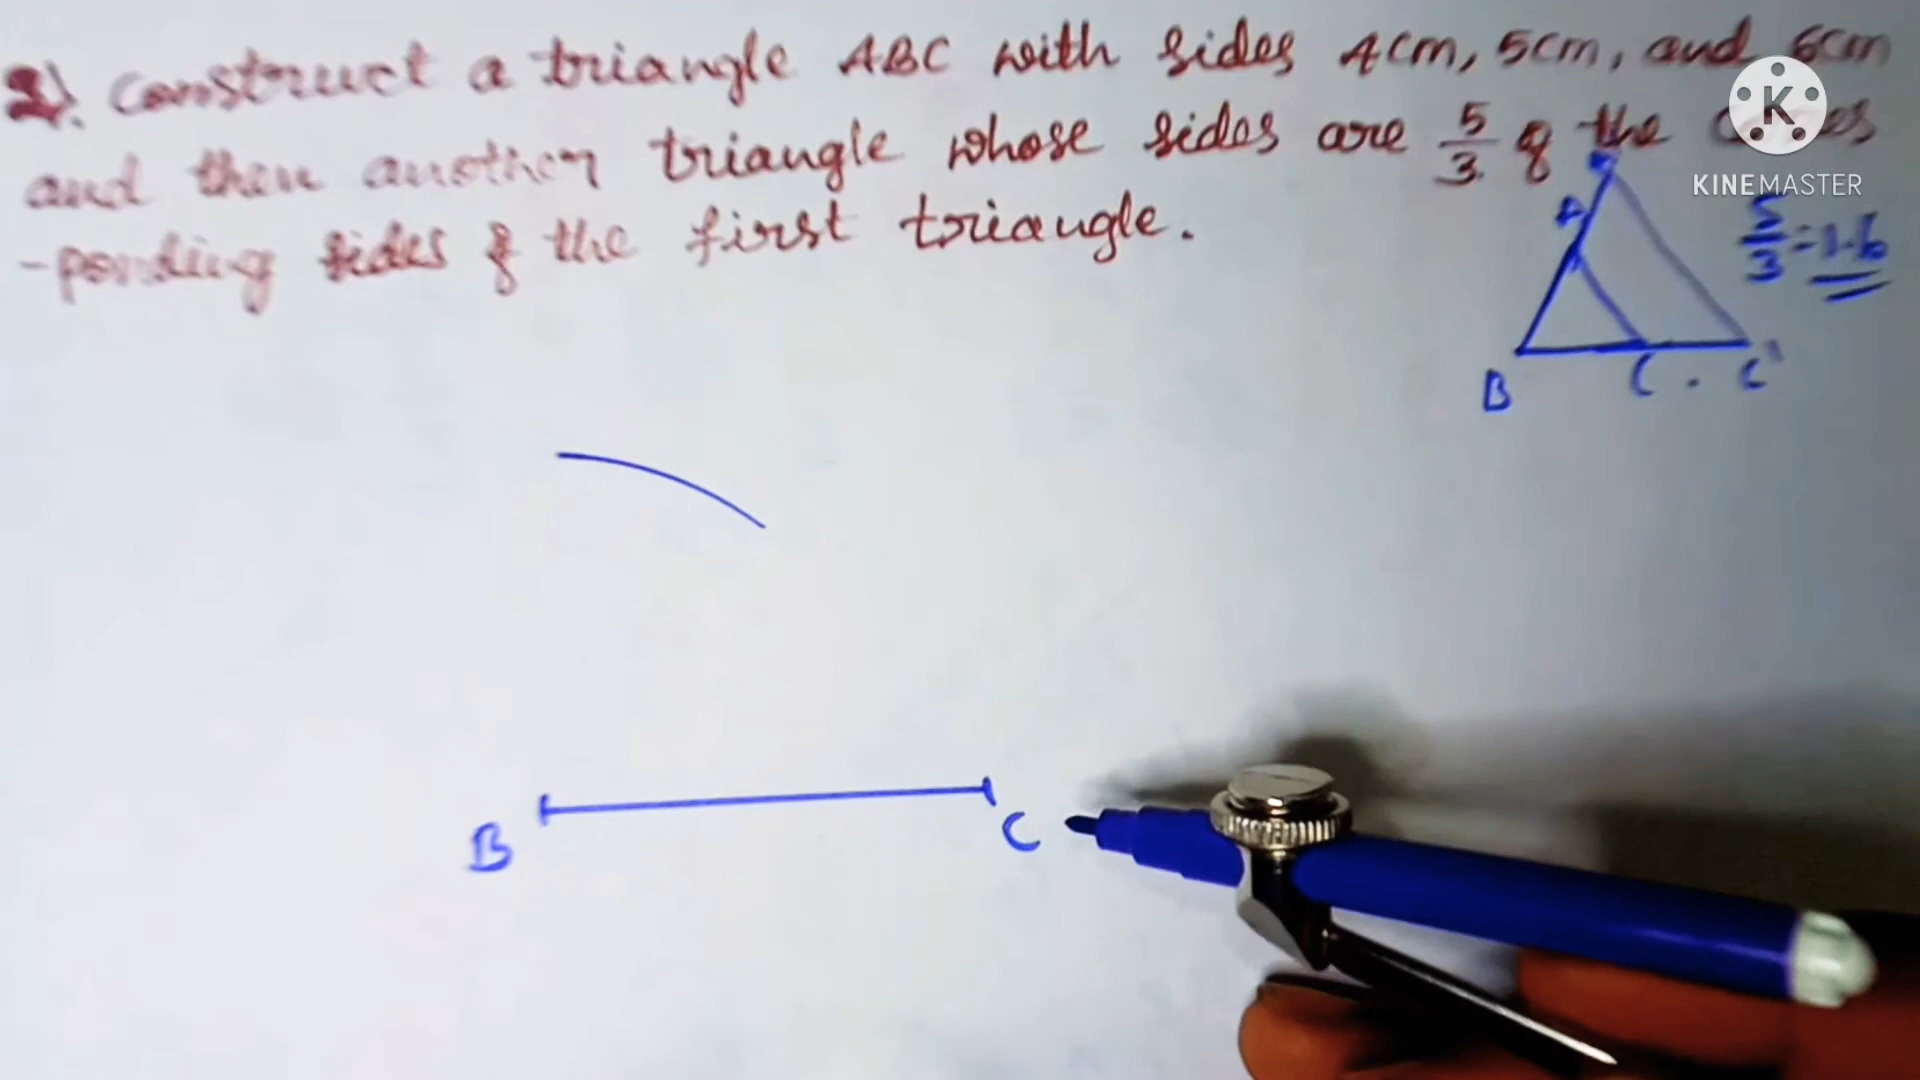 2). Construct a triangle ABC with sides 4cm, 5cm, and 6cm
and then another triangle whose sides are 5/3 of the
-ponding sides of the first triangle.
K
KINEMASTER
A
5/3 = 1.6
B C C'
B C